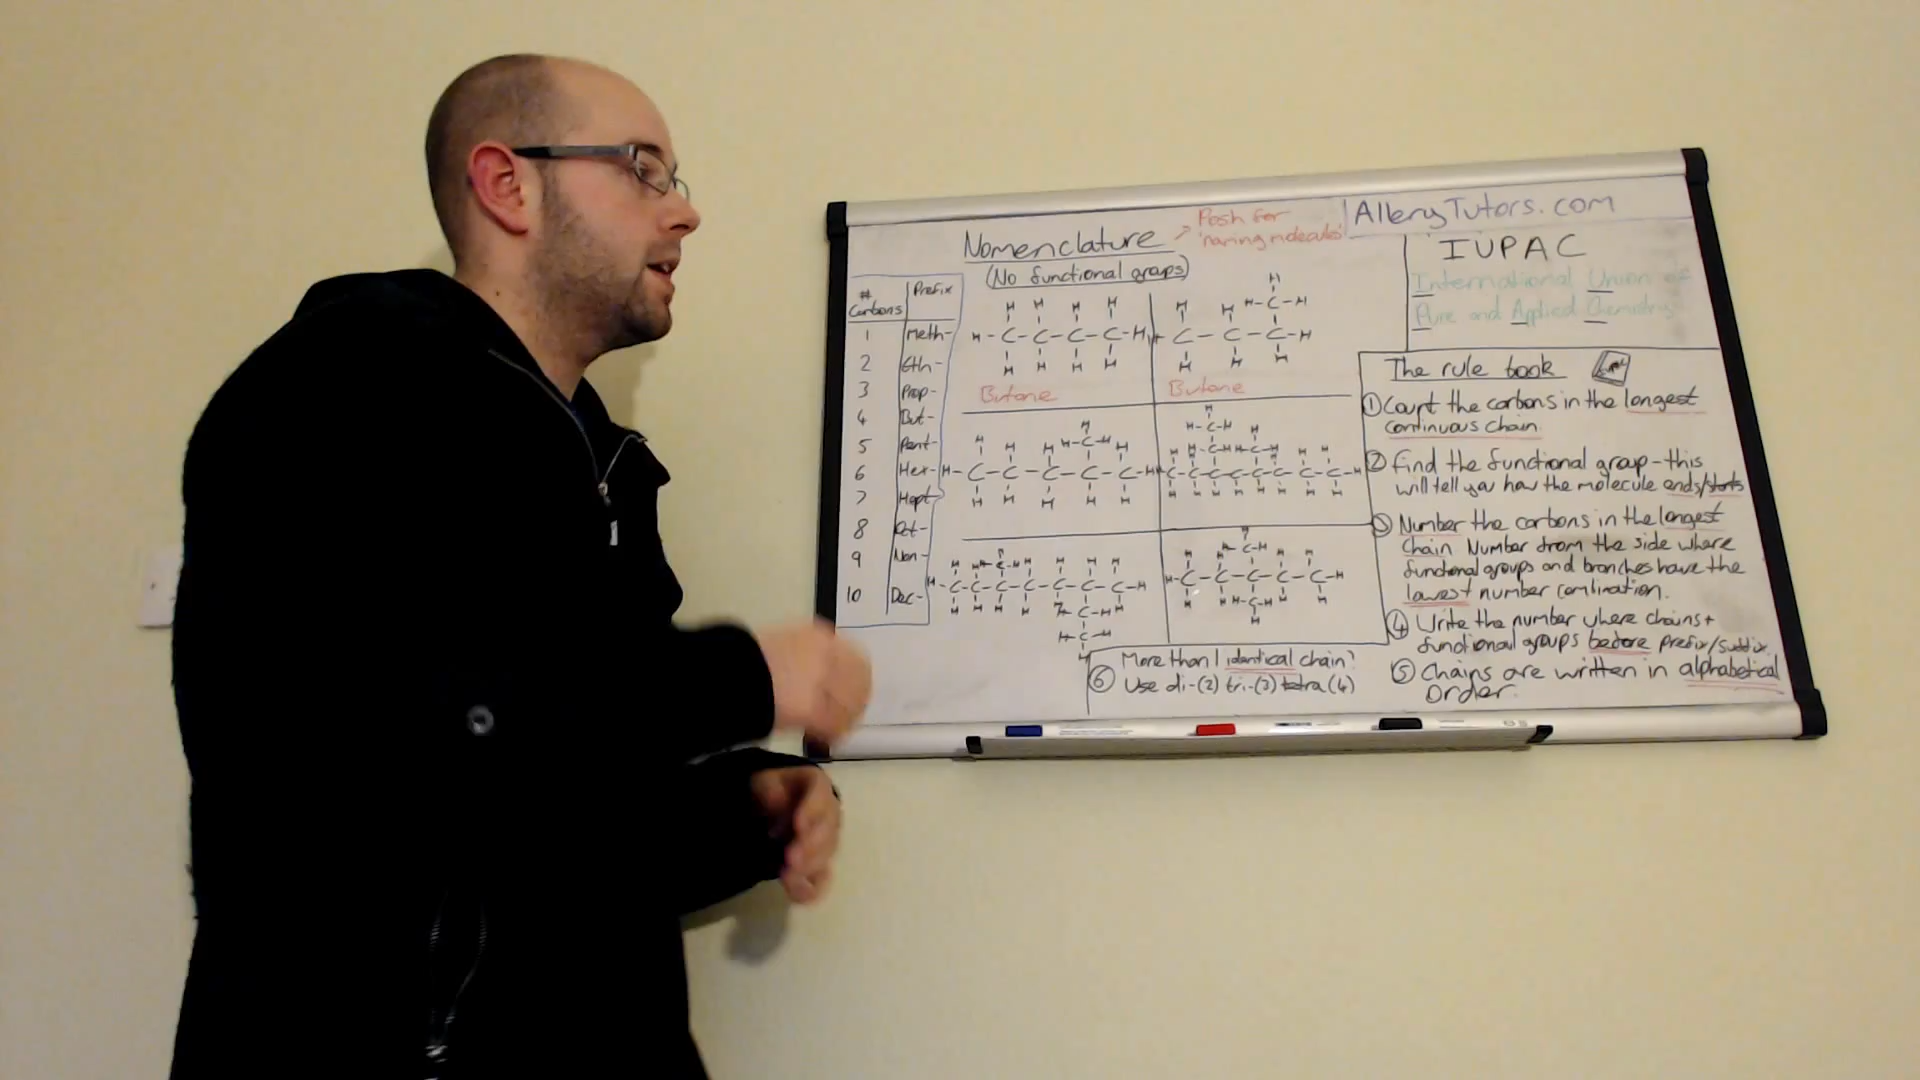 AlleryTutors.com
Nomenclature
Posh for
'naming molecules'
(No functional groups)
IUPAC
International Union of
Pure and Applied Chemistry
#
Carbons
Prefix
1 Meth-
2 Eth-
3 Prop-
4 But-
5 Pent-
6 Hex-
7 Hept-
8 Oct-
9 Non-
10 Dec-
Butane
Butane
The rule book
① Count the carbons in the longest
continuous chain.
② Find the functional group - this
will tell you how the molecule ends/starts
③ Number the carbons in the longest
chain Number from the side where
functional groups and branches have the
lowest number combination.
④ Write the number where chains +
functional groups before prefix/suffix.
⑤ Chains are written in alphabetical
order.
More than 1 identical chain?
⑥ Use di-(2) tri-(3) tetra (4)